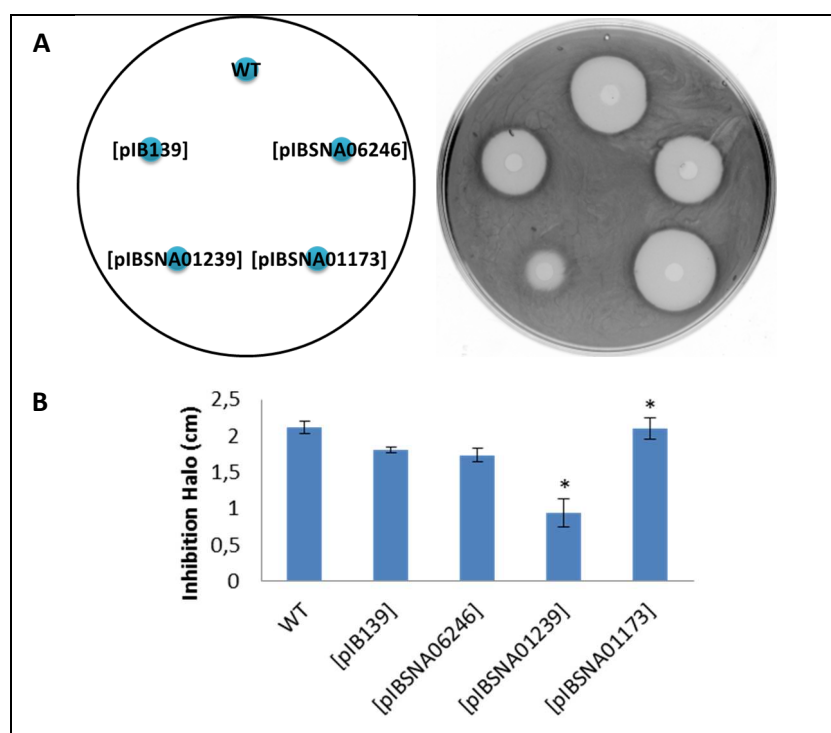 A
WT
[pIB139] [pIBSNA06246]
[pIBSNA01239] [pIBSNA01173]
B
Inhibition Halo (cm)
2,5
2
1,5
1
0,5
0
*
*
WT
[pIB139]
[pIBSNA06246]
[pIBSNA01239]
[pIBSNA01173]